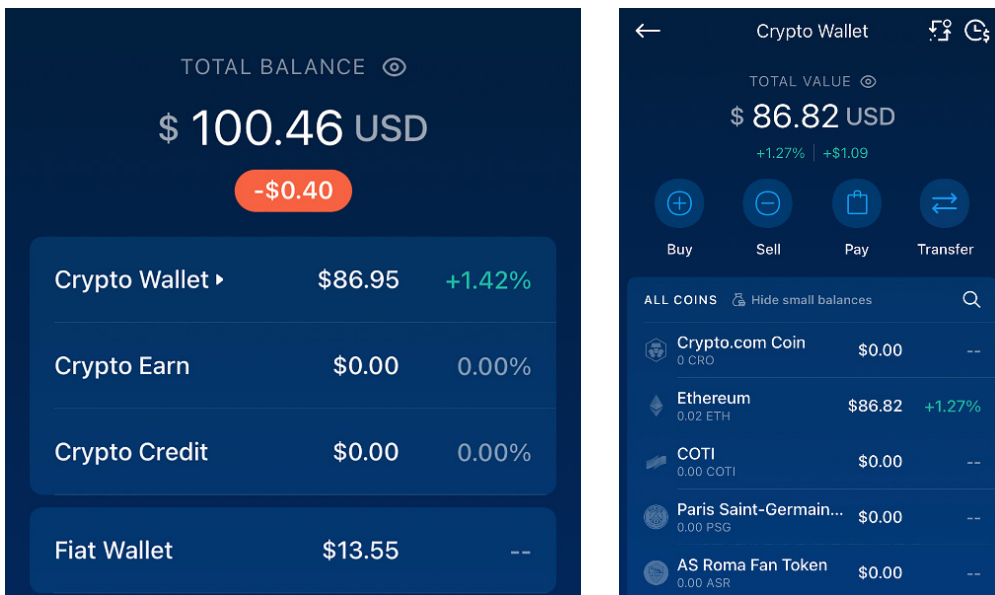 TOTAL BALANCE
$ 100.46 USD
-$0.40
Crypto Wallet $86.95 +1.42%
Crypto Earn $0.00 0.00%
Crypto Credit $0.00 0.00%
Fiat Wallet $13.55 --
Crypto Wallet
TOTAL VALUE
$ 86.82 USD
+1.27% +$1.09
Buy Sell Pay Transfer
ALL COINS Hide small balances
Crypto.com Coin $0.00 --
0 CRO
Ethereum $86.82 +1.27%
0.02 ETH
COTI $0.00 --
0.00 COTI
Paris Saint-Germain... $0.00 --
0.00 PSG
AS Roma Fan Token $0.00 --
0.00 ASR